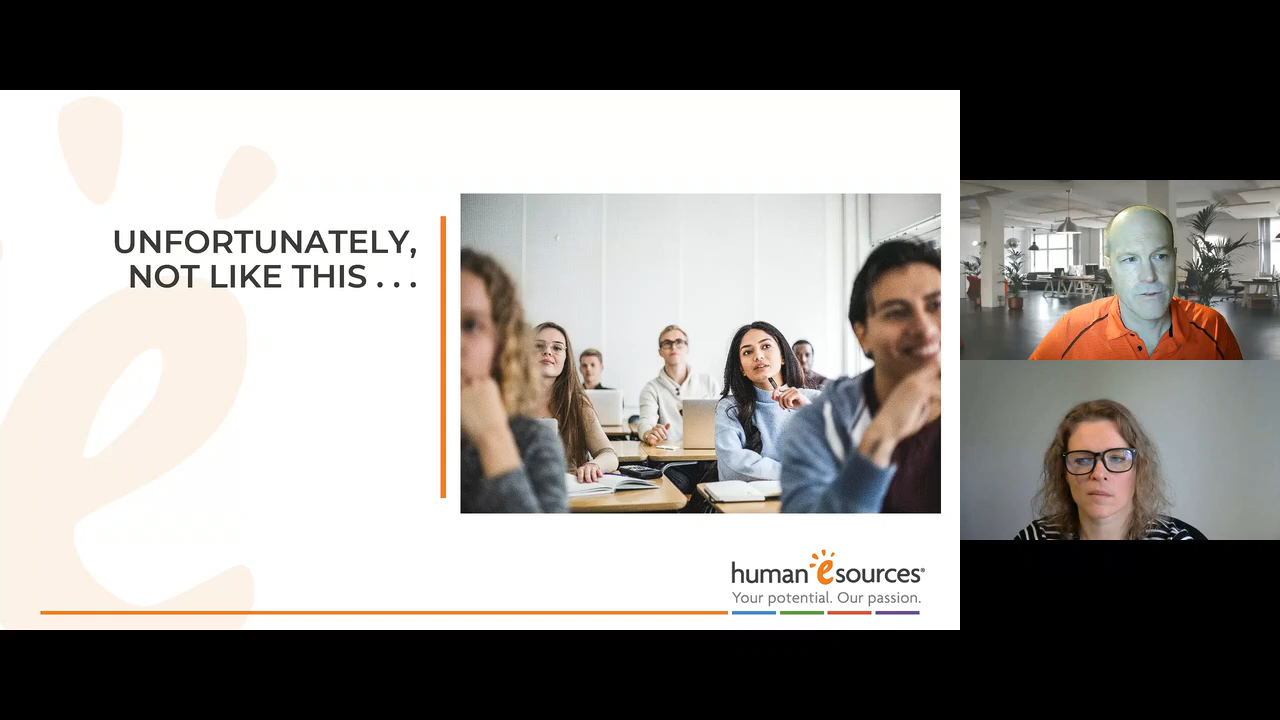 UNFORTUNATELY,
NOT LIKE THIS . . .
human esources®
Your potential. Our passion.